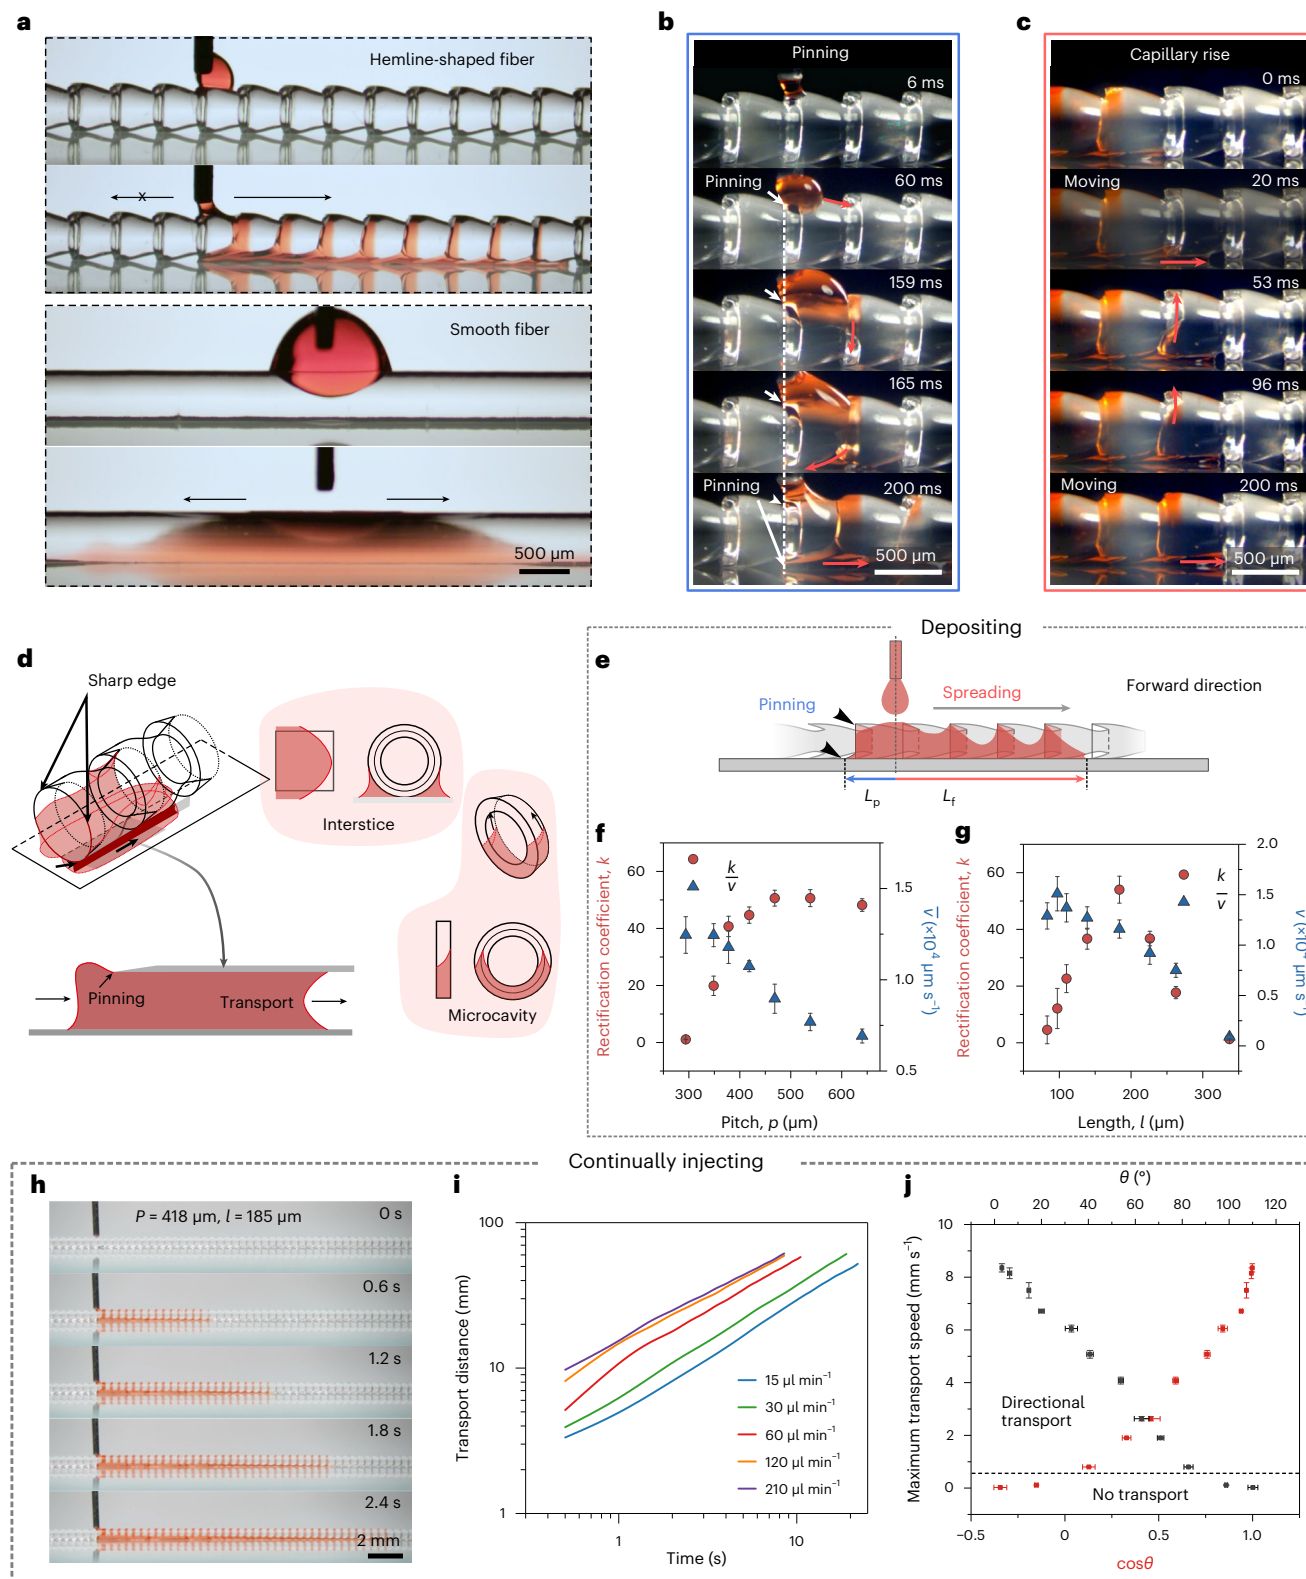 a
Hemline-shaped fiber
x
Smooth fiber
500 µm
b
Pinning
6 ms
Pinning
60 ms
159 ms
165 ms
Pinning
200 ms
500 µm
c
Capillary rise
0 ms
Moving
20 ms
53 ms
96 ms
Moving
200 ms
500 µm
d
Sharp edge
Interstice
Microcavity
Pinning
Transport
Depositing
e
Pinning
Spreading
Forward direction
Lp
Lf
f
Rectification coefficient, k
60
40
20
0
k
v̅
1.5
1.0
0.5
v̅ (×10⁴ µm s⁻¹)
300 400 500 600
Pitch, p (µm)
g
Rectification coefficient, k
60
40
20
0
k
v̅
2.0
1.5
1.0
0.5
0
100 200 300
Length, l (µm)
Continually injecting
h
P = 418 µm, l = 185 µm
0 s
0.6 s
1.2 s
1.8 s
2.4 s
2 mm
i
Transport distance (mm)
100
10
1
15 µl min⁻¹
30 µl min⁻¹
60 µl min⁻¹
120 µl min⁻¹
210 µl min⁻¹
1 10
Time (s)
j
θ (°)
0 20 40 60 80 100 120
Maximum transport speed (mm s⁻¹)
10
8
6
4
2
0
Directional
transport
No transport
−0.5 0 0.5 1.0
cosθ